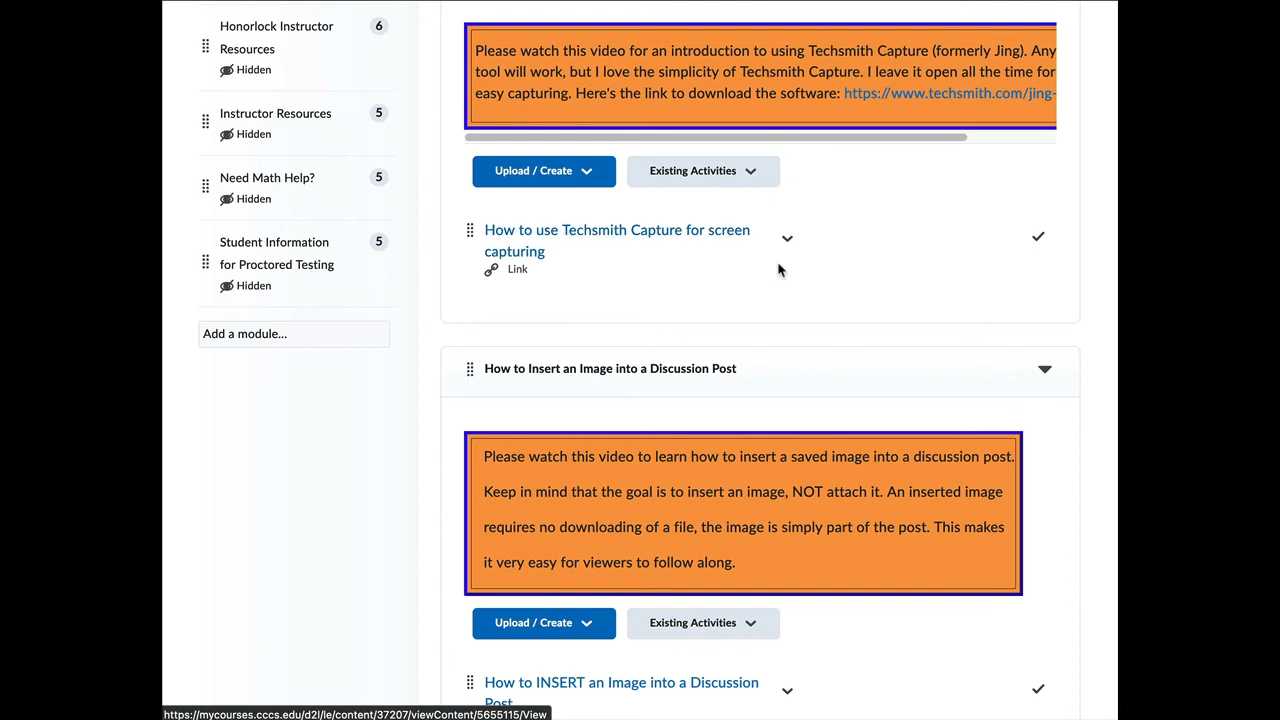 Honorlock Instructor
Resources
6
Hidden
Instructor Resources
5
Hidden
Need Math Help?
5
Hidden
Student Information
for Proctored Testing
5
Hidden
Add a module...
Please watch this video for an introduction to using Techsmith Capture (formerly Jing). Any
tool will work, but I love the simplicity of Techsmith Capture. I leave it open all the time for
easy capturing. Here's the link to download the software: https://www.techsmith.com/jing-
Upload / Create
Existing Activities
How to use Techsmith Capture for screen
capturing
Link
How to Insert an Image into a Discussion Post
Please watch this video to learn how to insert a saved image into a discussion post.
Keep in mind that the goal is to insert an image, NOT attach it. An inserted image
requires no downloading of a file, the image is simply part of the post. This makes
it very easy for viewers to follow along.
Upload / Create
Existing Activities
How to INSERT an Image into a Discussion
Post
https://mycourses.cccs.edu/d2l/le/content/37207/viewContent/5655115/View